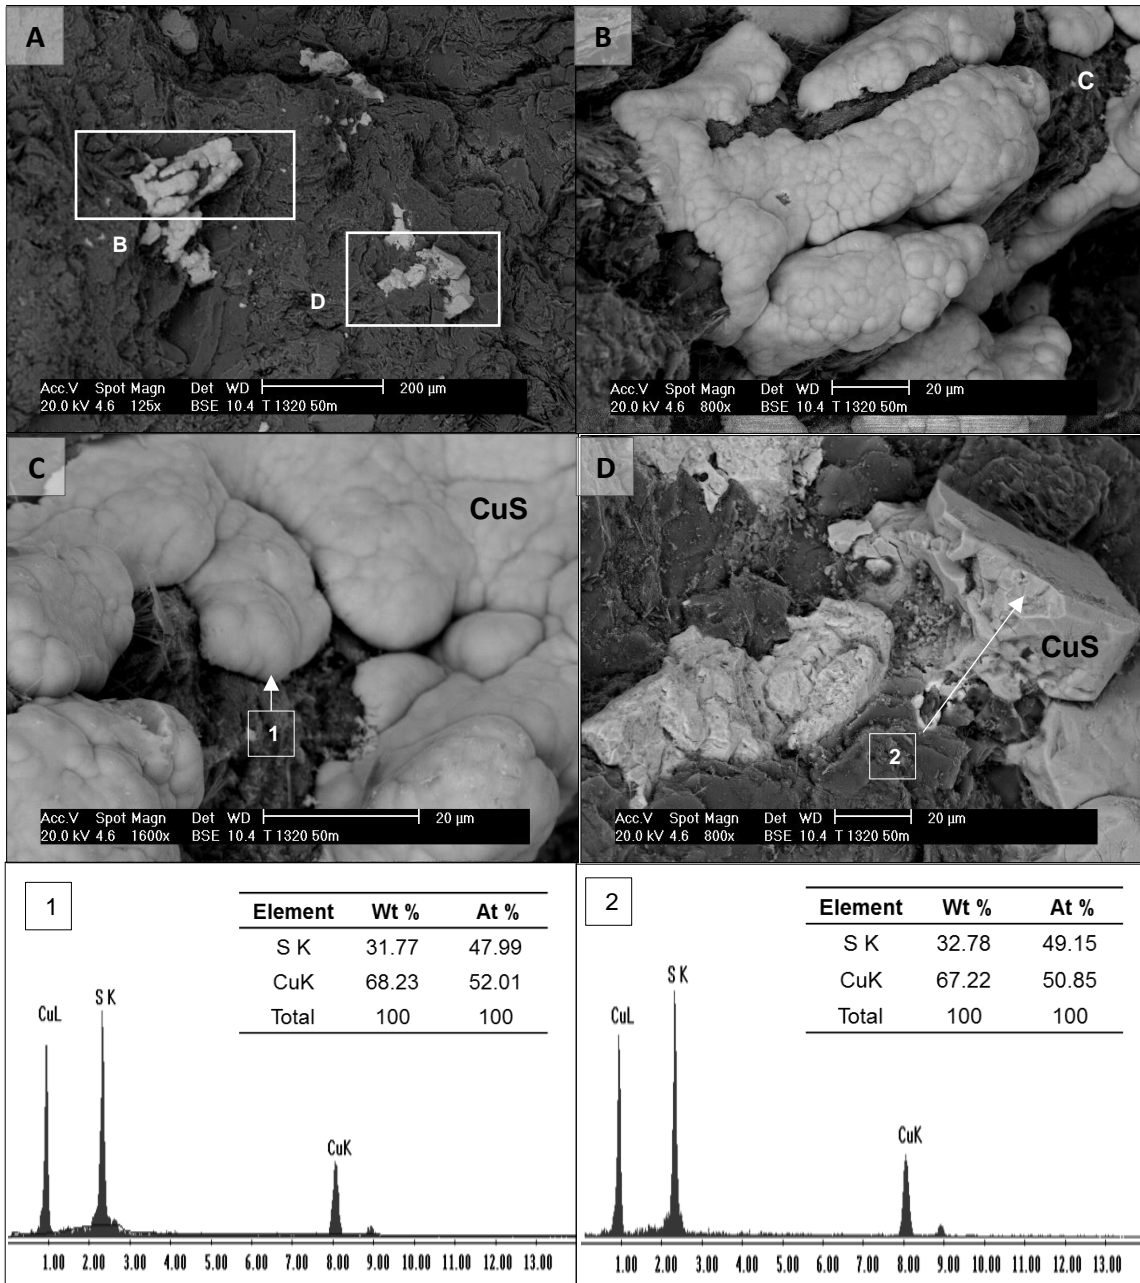 A
B
D
Acc.V Spot Magn Det WD 200 µm
20.0 kV 4.6 125x BSE 10.4 T 1320 50m
B
C
Acc.V Spot Magn Det WD 20 µm
20.0 kV 4.6 800x BSE 10.4 T 1320 50m
C
CuS
1
Acc.V Spot Magn Det WD 20 µm
20.0 kV 4.6 1600x BSE 10.4 T 1320 50m
D
CuS
2
Acc.V Spot Magn Det WD 20 µm
20.0 kV 4.6 800x BSE 10.4 T 1320 50m
1
Element Wt % At %
S K 31.77 47.99
CuK 68.23 52.01
Total 100 100
CuL
S K
CuK
1.00 2.00 3.00 4.00 5.00 6.00 7.00 8.00 9.00 10.00 11.00 12.00 13.00
2
Element Wt % At %
S K 32.78 49.15
CuK 67.22 50.85
Total 100 100
CuL
S K
CuK
1.00 2.00 3.00 4.00 5.00 6.00 7.00 8.00 9.00 10.00 11.00 12.00 13.00